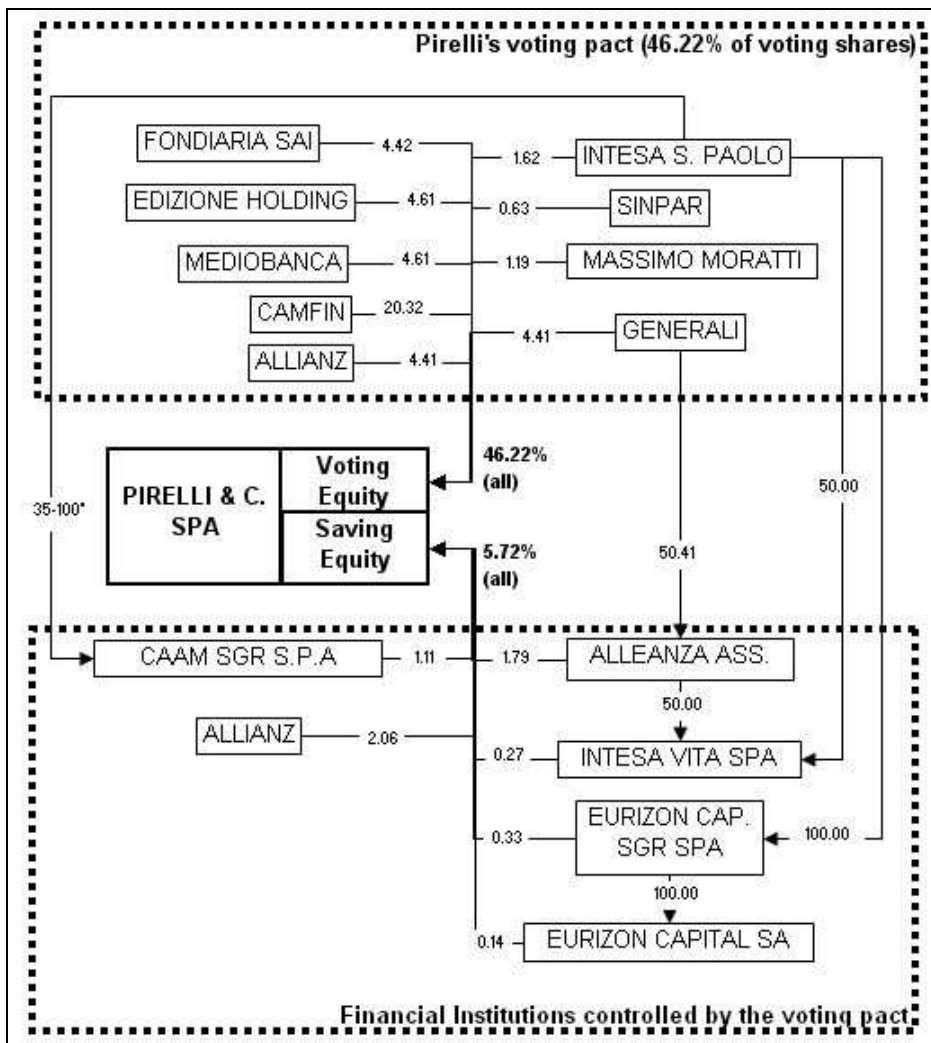 Pirelli's voting pact (46.22% of voting shares)
FONDIARIA SAI
4.42
1.62
INTESA S. PAOLO
EDIZIONE HOLDING
4.61
0.63
SINPAR
MEDIOBANCA
4.61
1.19
MASSIMO MORATTI
CAMFIN
20.32
4.41
GENERALI
ALLIANZ
4.41
PIRELLI & C.
SPA
Voting
Equity
46.22%
(all)
Saving
Equity
5.72%
(all)
35-100*
50.41
50.00
CAAM SGR S.P.A
1.11
1.79
ALLEANZA ASS.
50.00
ALLIANZ
2.06
0.27
INTESA VITA SPA
EURIZON CAP.
SGR SPA
0.33
100.00
100.00
0.14
EURIZON CAPITAL SA
Financial Institutions controlled by the voting pact